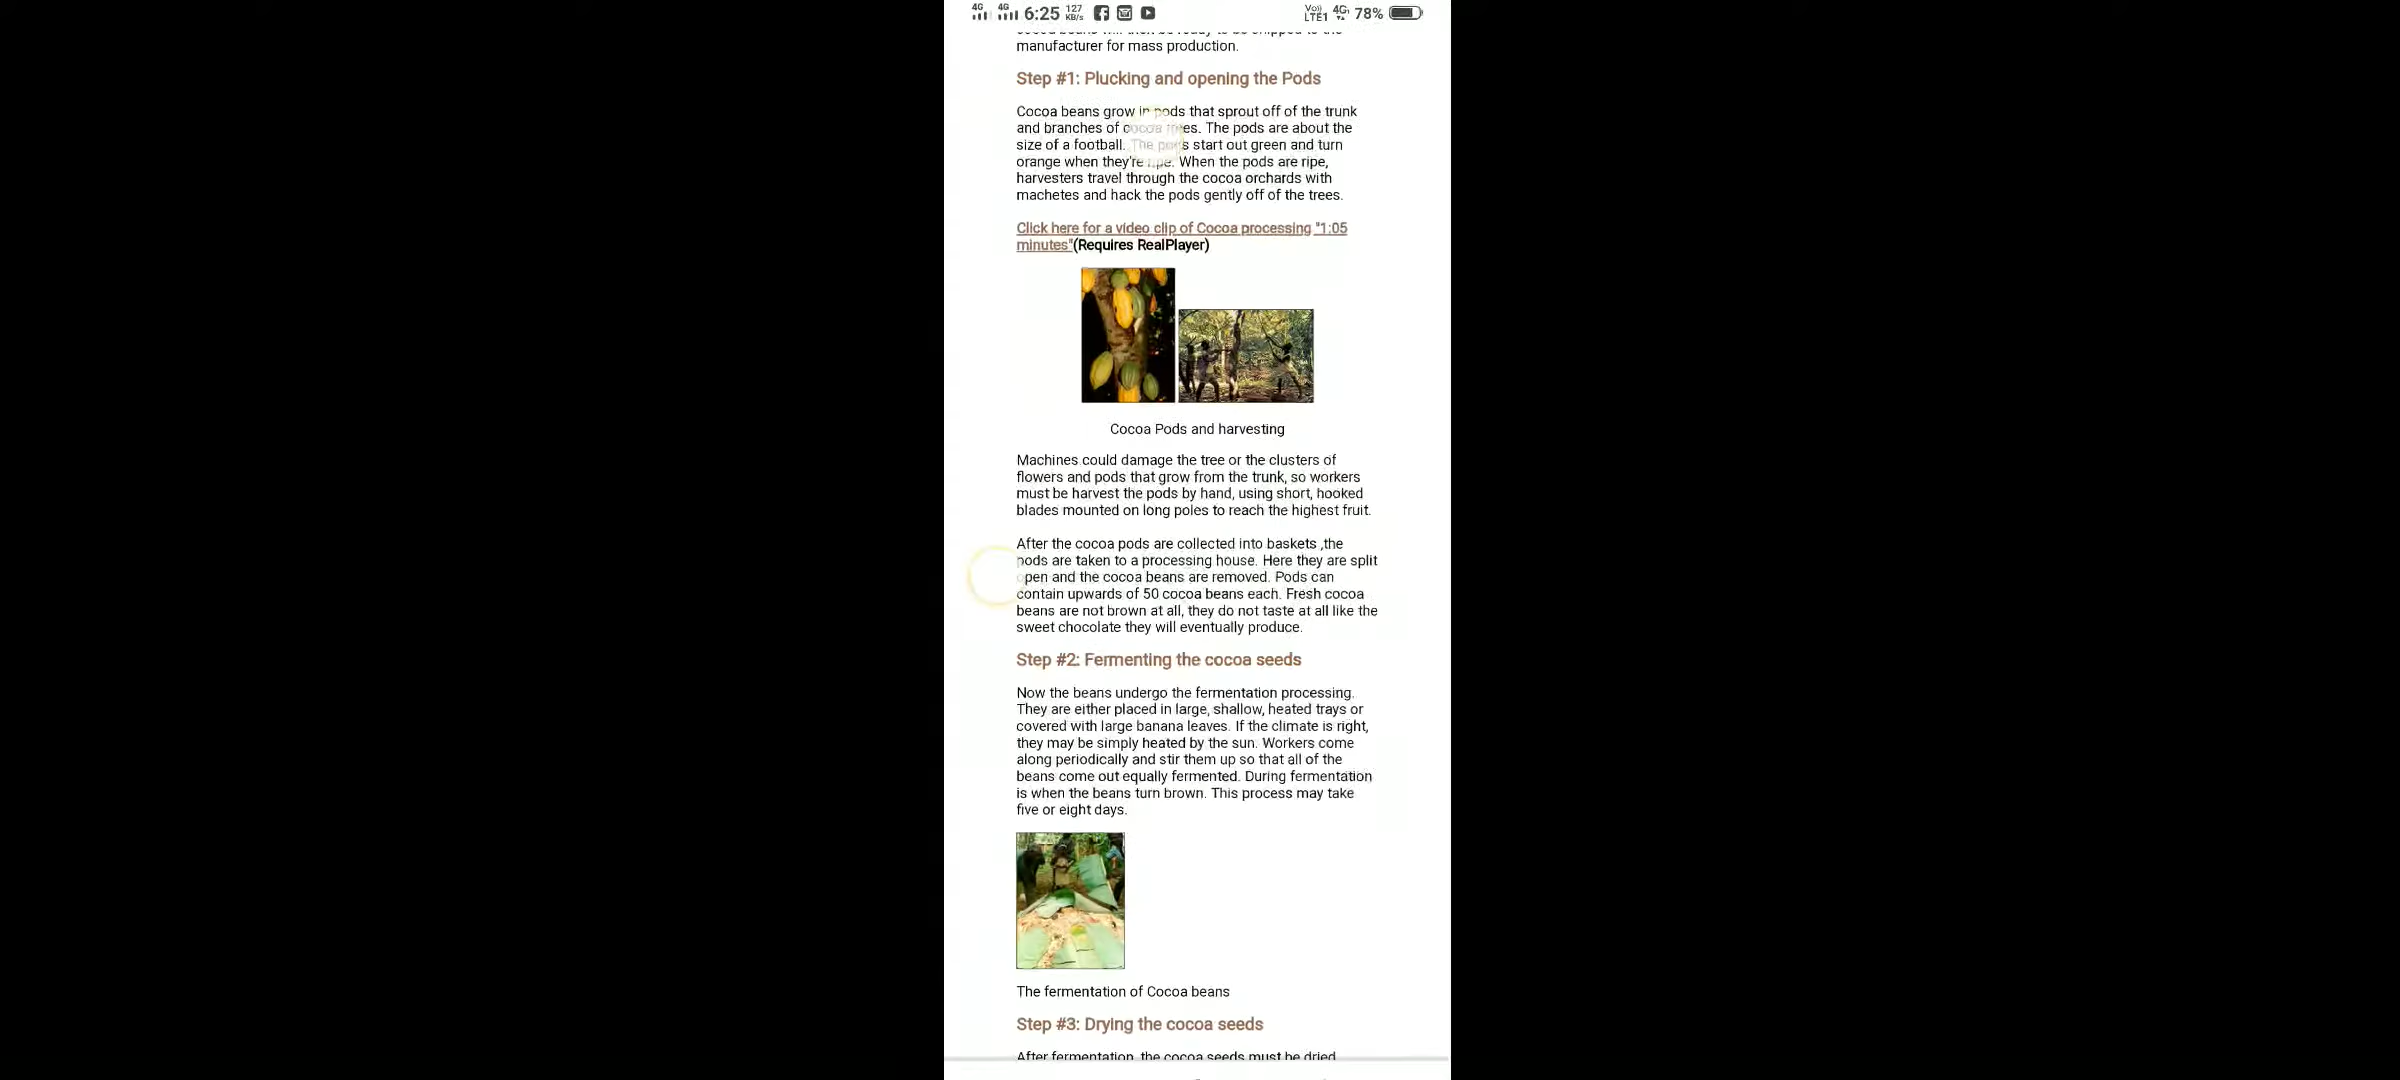 4G 4G 6:25 127 KB/s VoLTE1 4G 78%
manufacturer for mass production.
Step #1: Plucking and opening the Pods
Cocoa beans grow in pods that sprout off of the trunk
and branches of cocoa trees. The pods are about the
size of a football. The pods start out green and turn
orange when they're ripe. When the pods are ripe,
harvesters travel through the cocoa orchards with
machetes and hack the pods gently off of the trees.
Click here for a video clip of Cocoa processing "1:05
minutes"(Requires RealPlayer)
Cocoa Pods and harvesting
Machines could damage the tree or the clusters of
flowers and pods that grow from the trunk, so workers
must be harvest the pods by hand, using short, hooked
blades mounted on long poles to reach the highest fruit.
After the cocoa pods are collected into baskets ,the
pods are taken to a processing house. Here they are split
open and the cocoa beans are removed. Pods can
contain upwards of 50 cocoa beans each. Fresh cocoa
beans are not brown at all, they do not taste at all like the
sweet chocolate they will eventually produce.
Step #2: Fermenting the cocoa seeds
Now the beans undergo the fermentation processing.
They are either placed in large, shallow, heated trays or
covered with large banana leaves. If the climate is right,
they may be simply heated by the sun. Workers come
along periodically and stir them up so that all of the
beans come out equally fermented. During fermentation
is when the beans turn brown. This process may take
five or eight days.
The fermentation of Cocoa beans
Step #3: Drying the cocoa seeds
After fermentation, the cocoa seeds must be dried